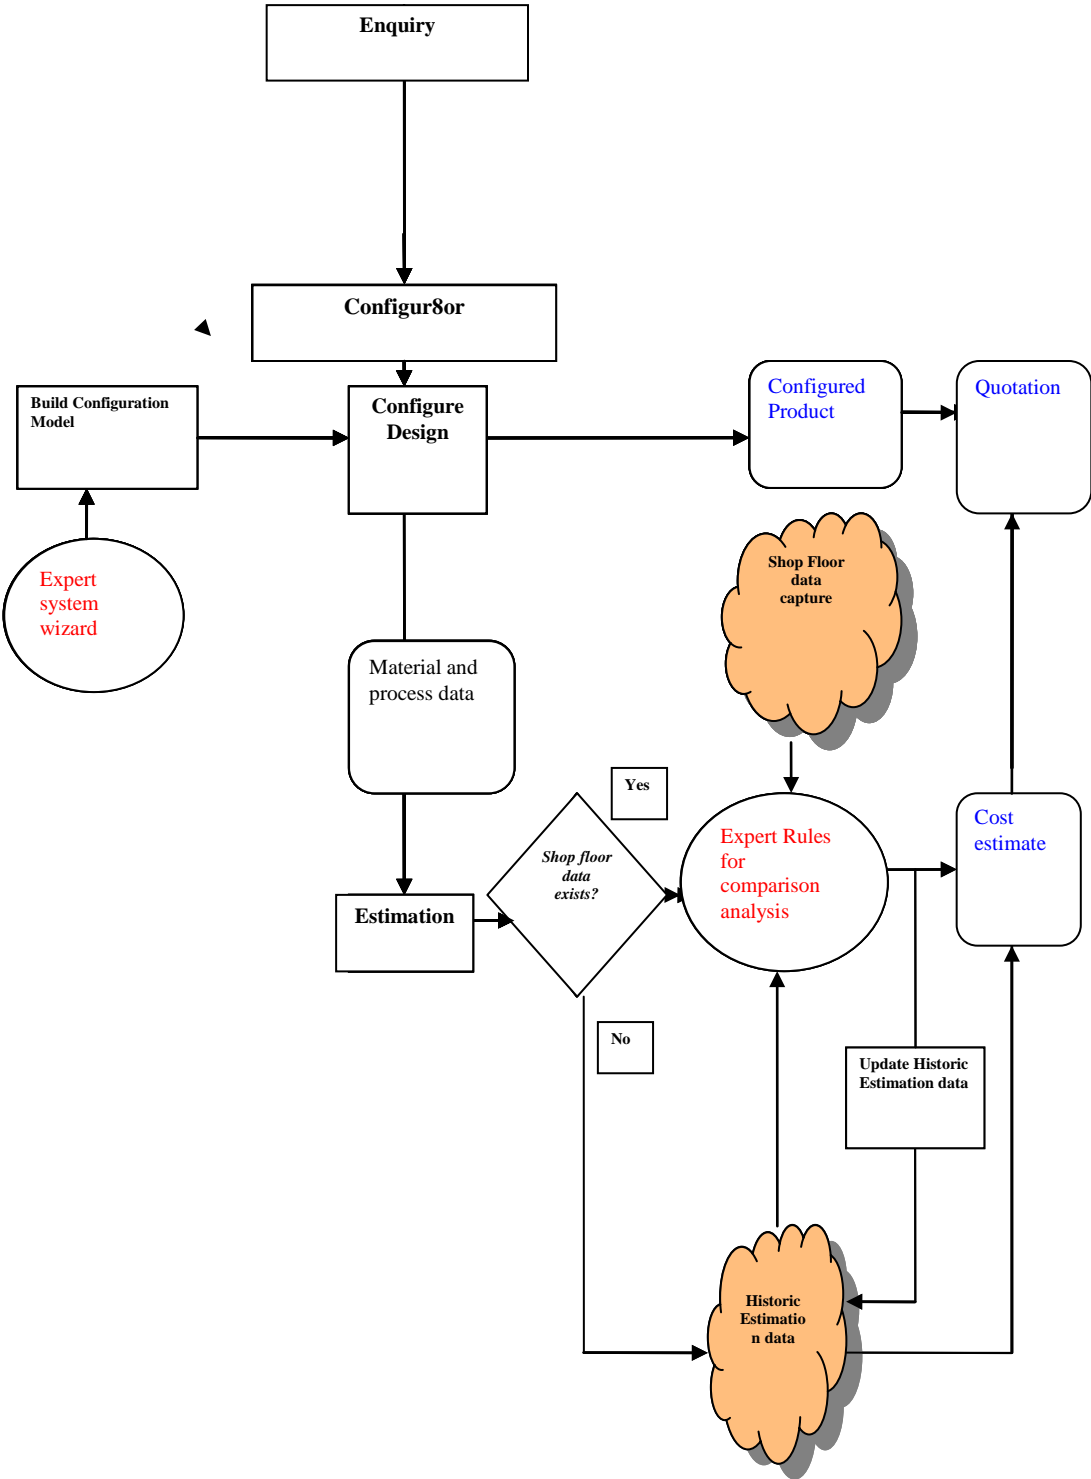 Enquiry
Configur8or
Build Configuration
Model
Configure
Design
Configured
Product
Quotation
Expert
system
wizard
Shop Floor
data
capture
Material and
process data
Yes
Shop floor
data
exists?
Expert Rules
for
comparison
analysis
Cost
estimate
Estimation
No
Update Historic
Estimation data
Historic
Estimatio
n data